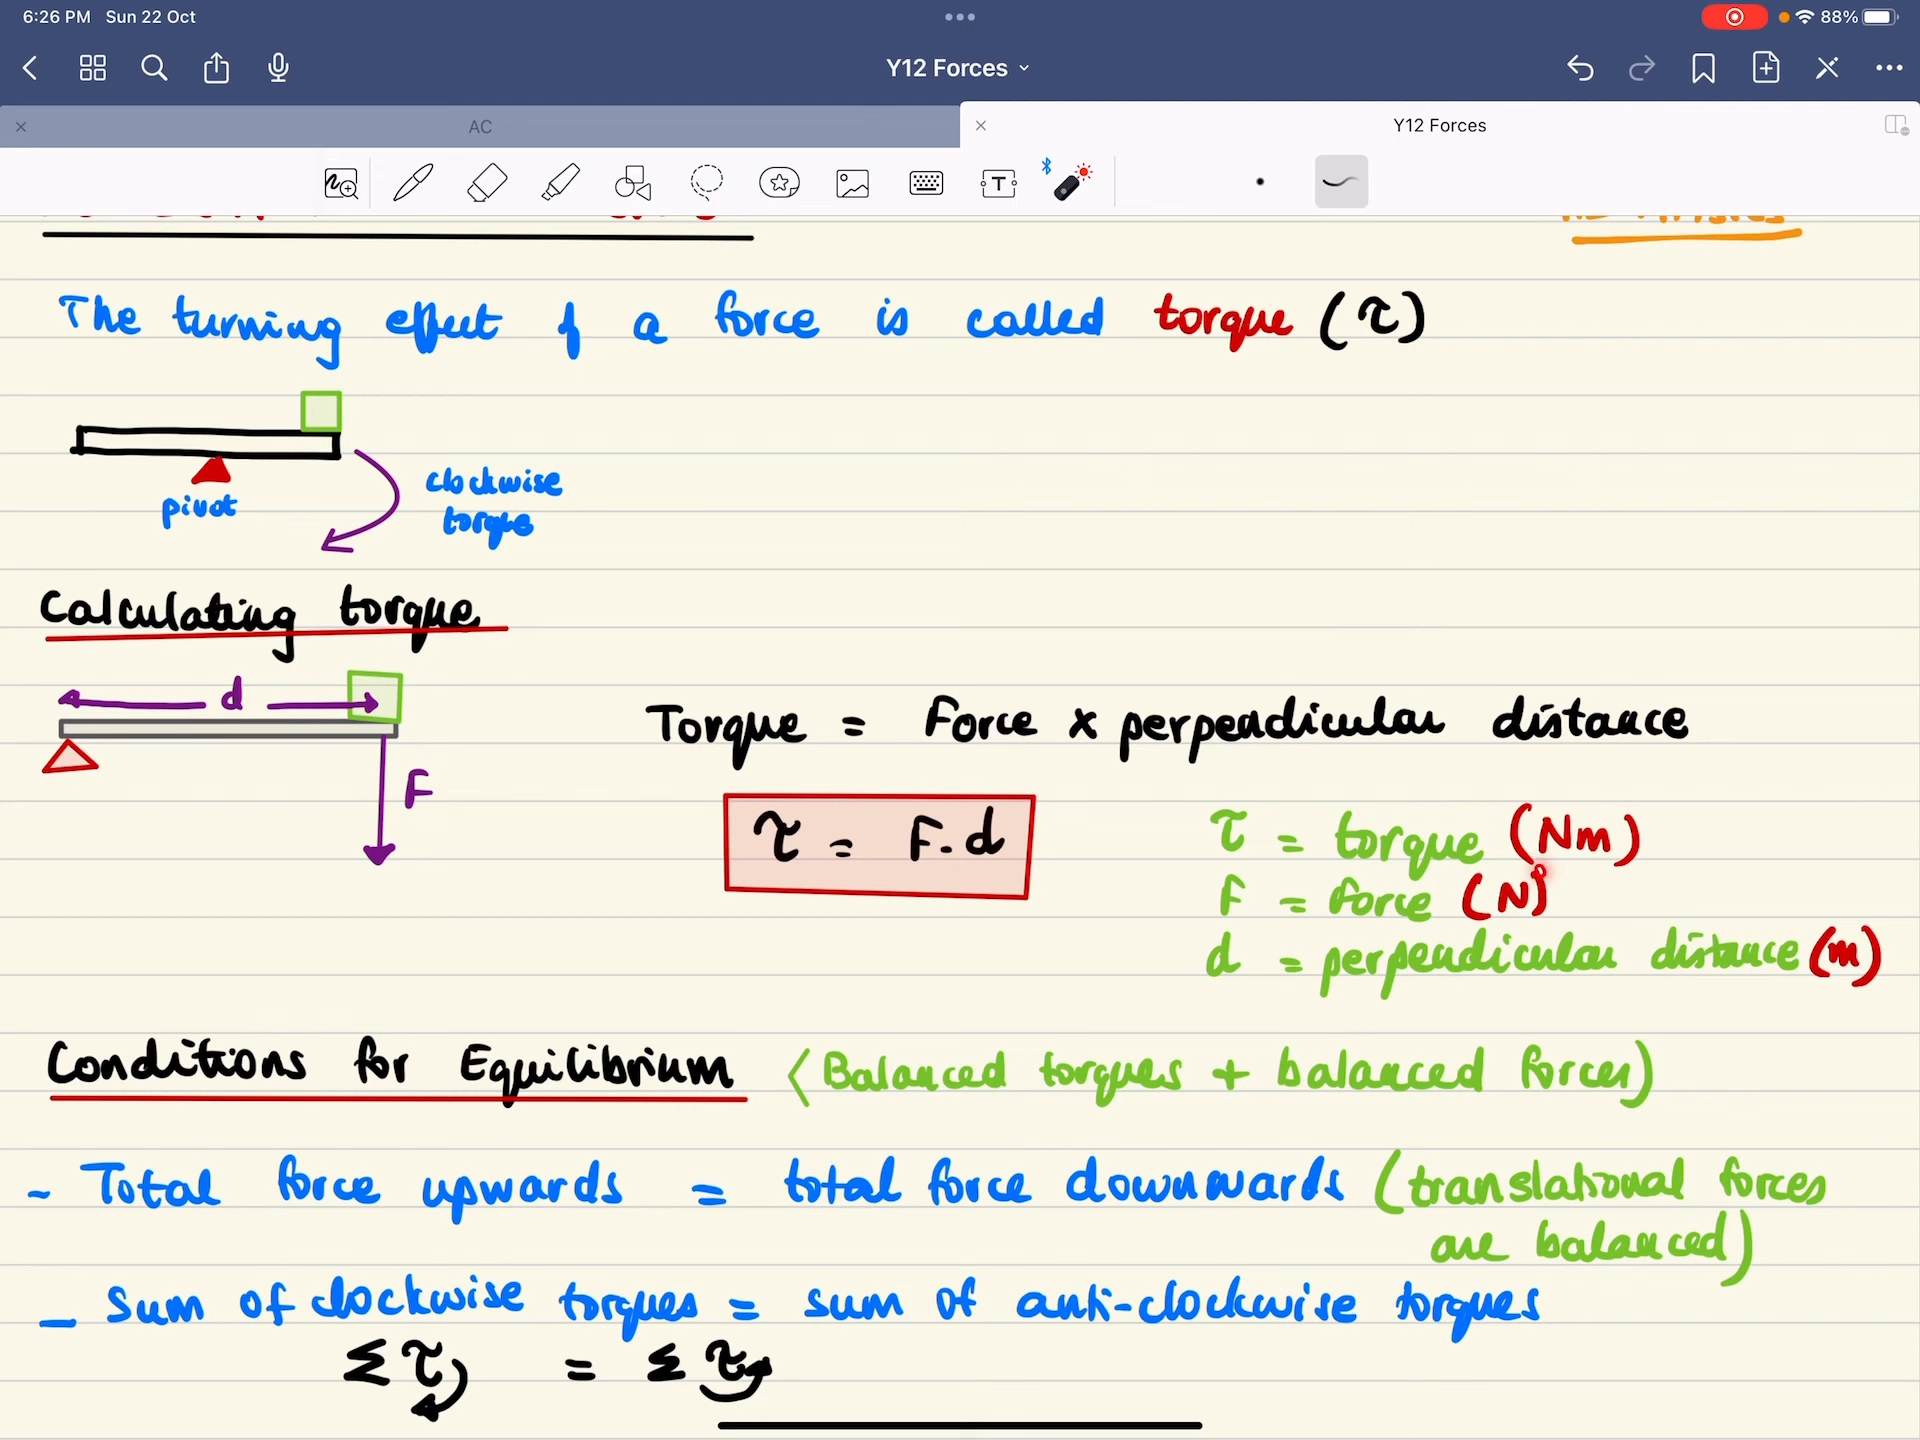 6:26 PM Sun 22 Oct
88%
Y12 Forces
AC
Y12 Forces
T
The turning effect of a force is called torque (τ)
pivot
clockwise
torque
Calculating torque
d
F
Torque = Force x perpendicular distance
τ = F.d
τ = torque (Nm)
F = force (N)
d = perpendicular distance (m)
Conditions for Equilibrium (Balanced torques + balanced forces)
- Total force upwards = total force downwards (translational forces
are balanced)
- Sum of clockwise torques = sum of anti-clockwise torques
Σ τ = Σ τ